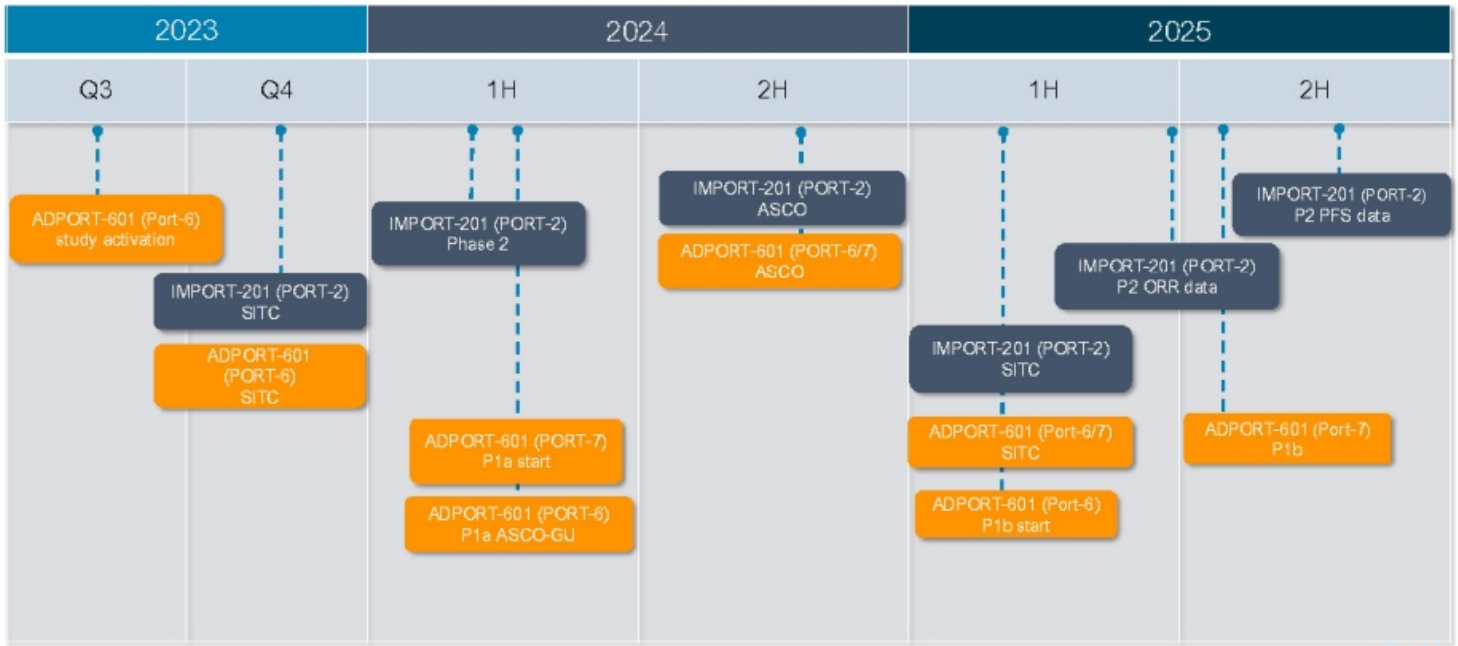 2023
2024
2025
Q3
Q4
1H
2H
1H
2H
ADPORT-601 (Port-6)
study activation
IMPORT-201 (PORT-2)
SITC
ADPORT-601
(PORT-6)
SITC
IMPORT-201 (PORT-2)
Phase 2
ADPORT-601 (PORT-7)
P1a start
ADPORT-601 (PORT-6)
P1a ASCO-GU
IMPORT-201 (PORT-2)
ASCO
ADPORT-601 (PORT-6/7)
ASCO
IMPORT-201 (PORT-2)
SITC
ADPORT-601 (Port-6/7)
SITC
ADPORT-601 (Port-6)
P1b start
IMPORT-201 (PORT-2)
P2 ORR data
IMPORT-201 (PORT-2)
P2 PFS data
ADPORT-601 (Port-7)
P1b